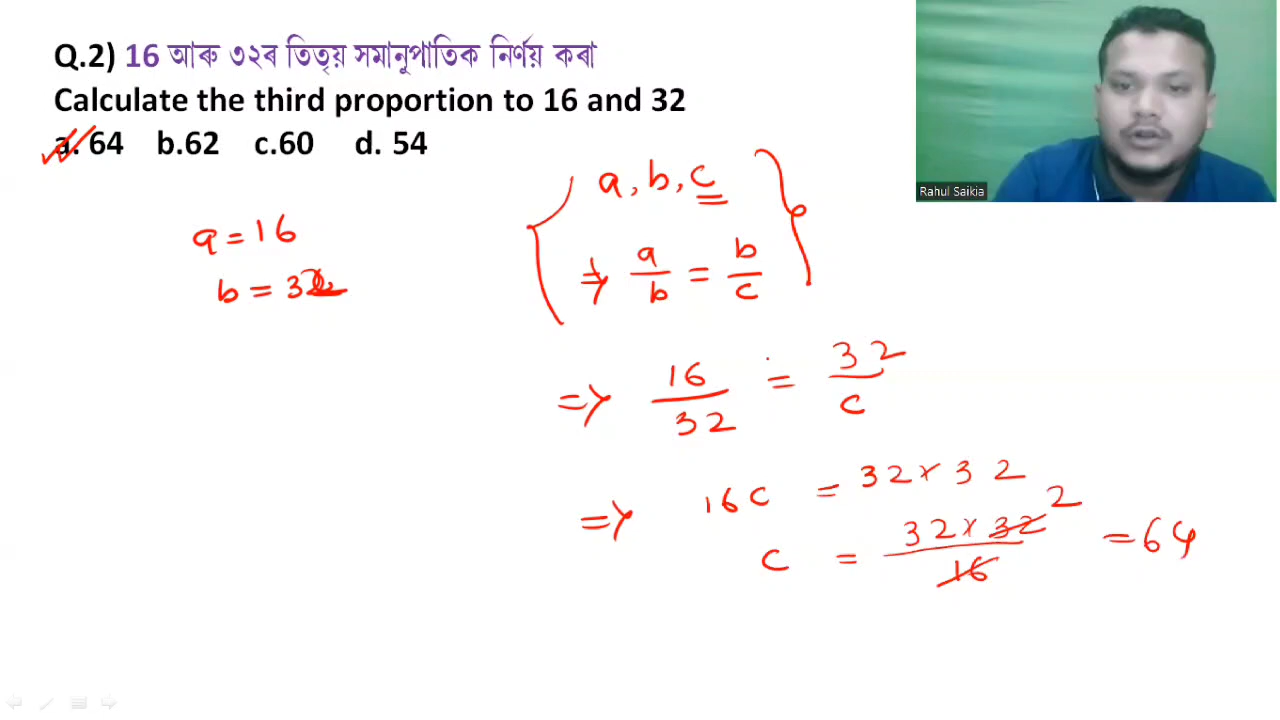 Q.2) 16 আৰু ৩২ৰ তিতৃয় সমানূপাতিক নিৰ্ণয় কৰা
Calculate the third proportion to 16 and 32
a. 64 b.62 c.60 d. 54
Rahul Saikia
a, b, c
a = 16
b = 32
=> a/b = b/c
=> 16/32 = 32/c
=> 16c = 32 × 32
c = 32 × 32/16 2 = 64